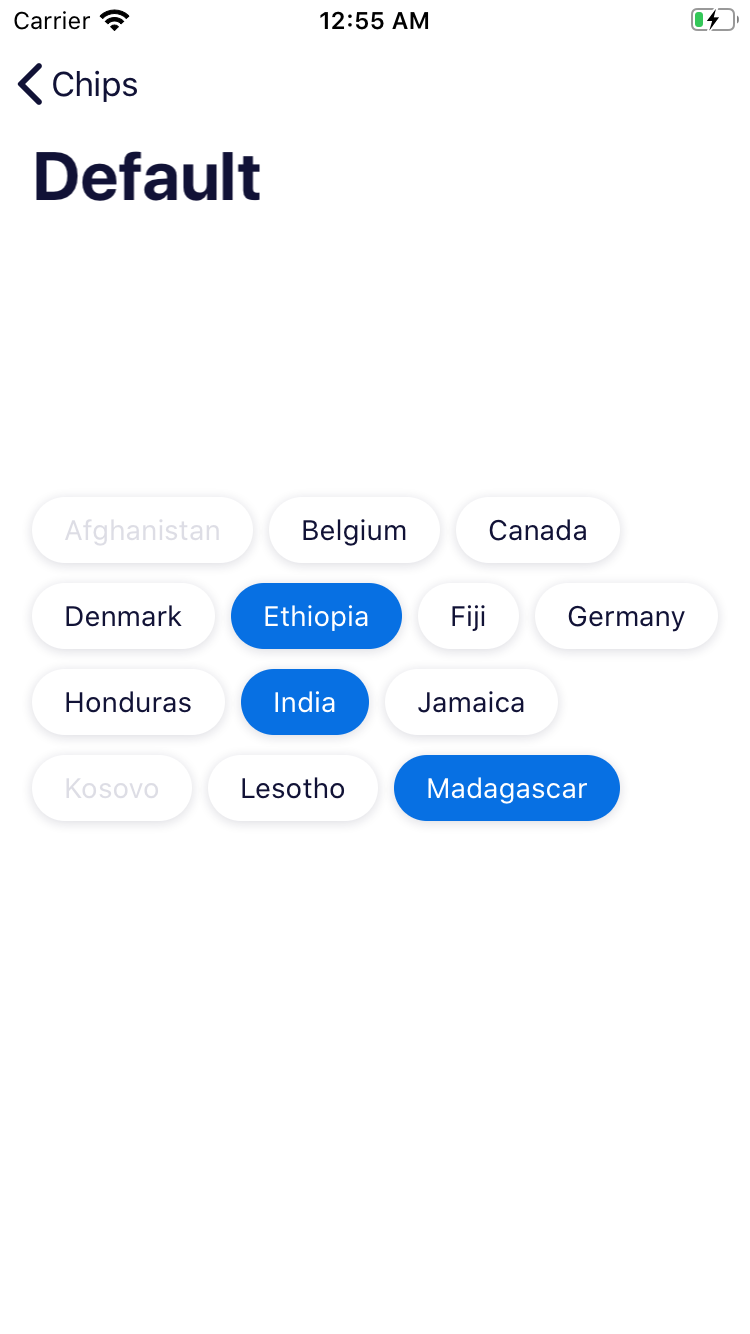 Carrier 12:55 AM
Chips
Default
Afghanistan Belgium Canada
Denmark Ethiopia Fiji Germany
Honduras India Jamaica
Kosovo Lesotho Madagascar